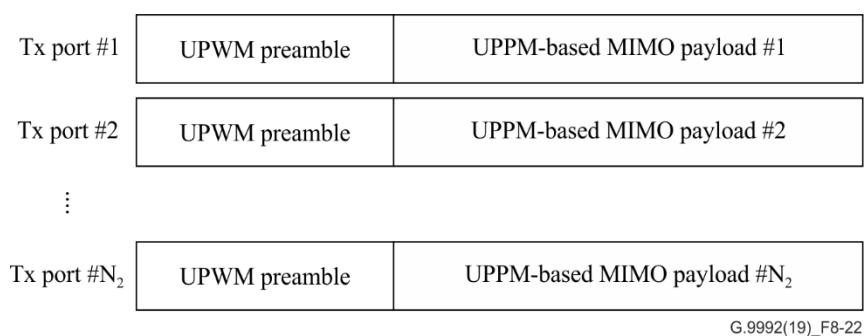 Tx port #1 UPWM preamble UPPM-based MIMO payload #1
Tx port #2 UPWM preamble UPPM-based MIMO payload #2
⋮
Tx port #N₂ UPWM preamble UPPM-based MIMO payload #N₂
G.9992(19)_F8-22